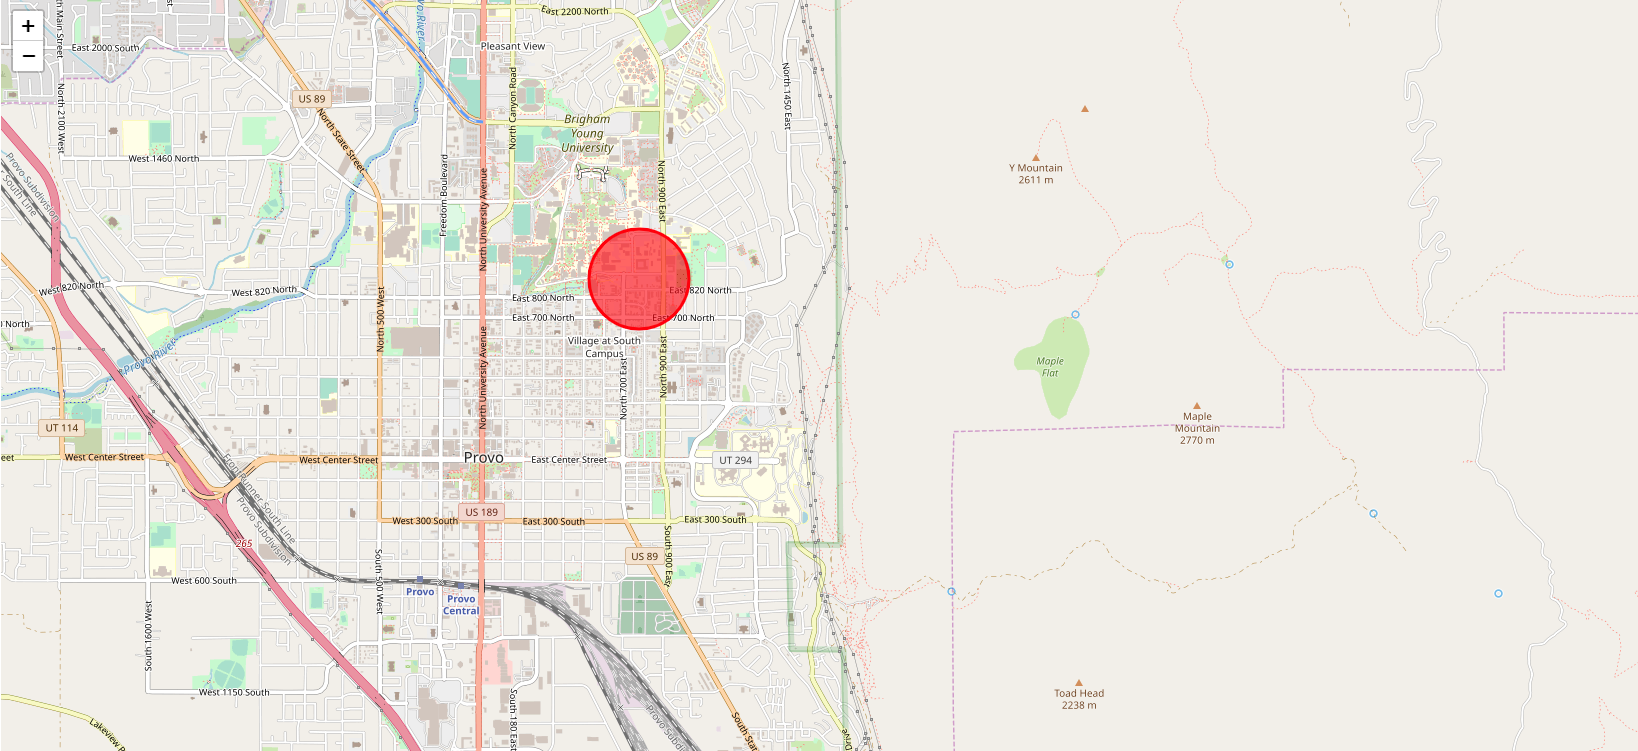 +
−
East 2200 North
Pleasant View
East 2000 South
North 2100 West
US 89
North State Street
North Canyon Road
Brigham
Young
University
North 1450 East
West 1460 North
Provo Subdivision
South Line
Freedom Boulevard
North University Avenue
North 900 East
Y Mountain
2611 m
West 820 North
West 820 North
East 800 North
East 820 North
East 700 North
East 700 North
North 500 West
North University Avenue
Village at South
Campus
North 700 East
North 900 East
Provo River
Maple
Flat
Maple
Mountain
2770 m
UT 114
West Center Street
West Center Street
Provo
East Center Street
UT 294
FrontRunner South Line
Provo Subdivision
US 189
West 300 South
East 300 South
East 300 South
265
US 89
South 900 Easy
West 600 South
South 500 West
Provo
Provo
Central
South 1600 West
West 1150 South
South 180 East
Toad Head
2238 m